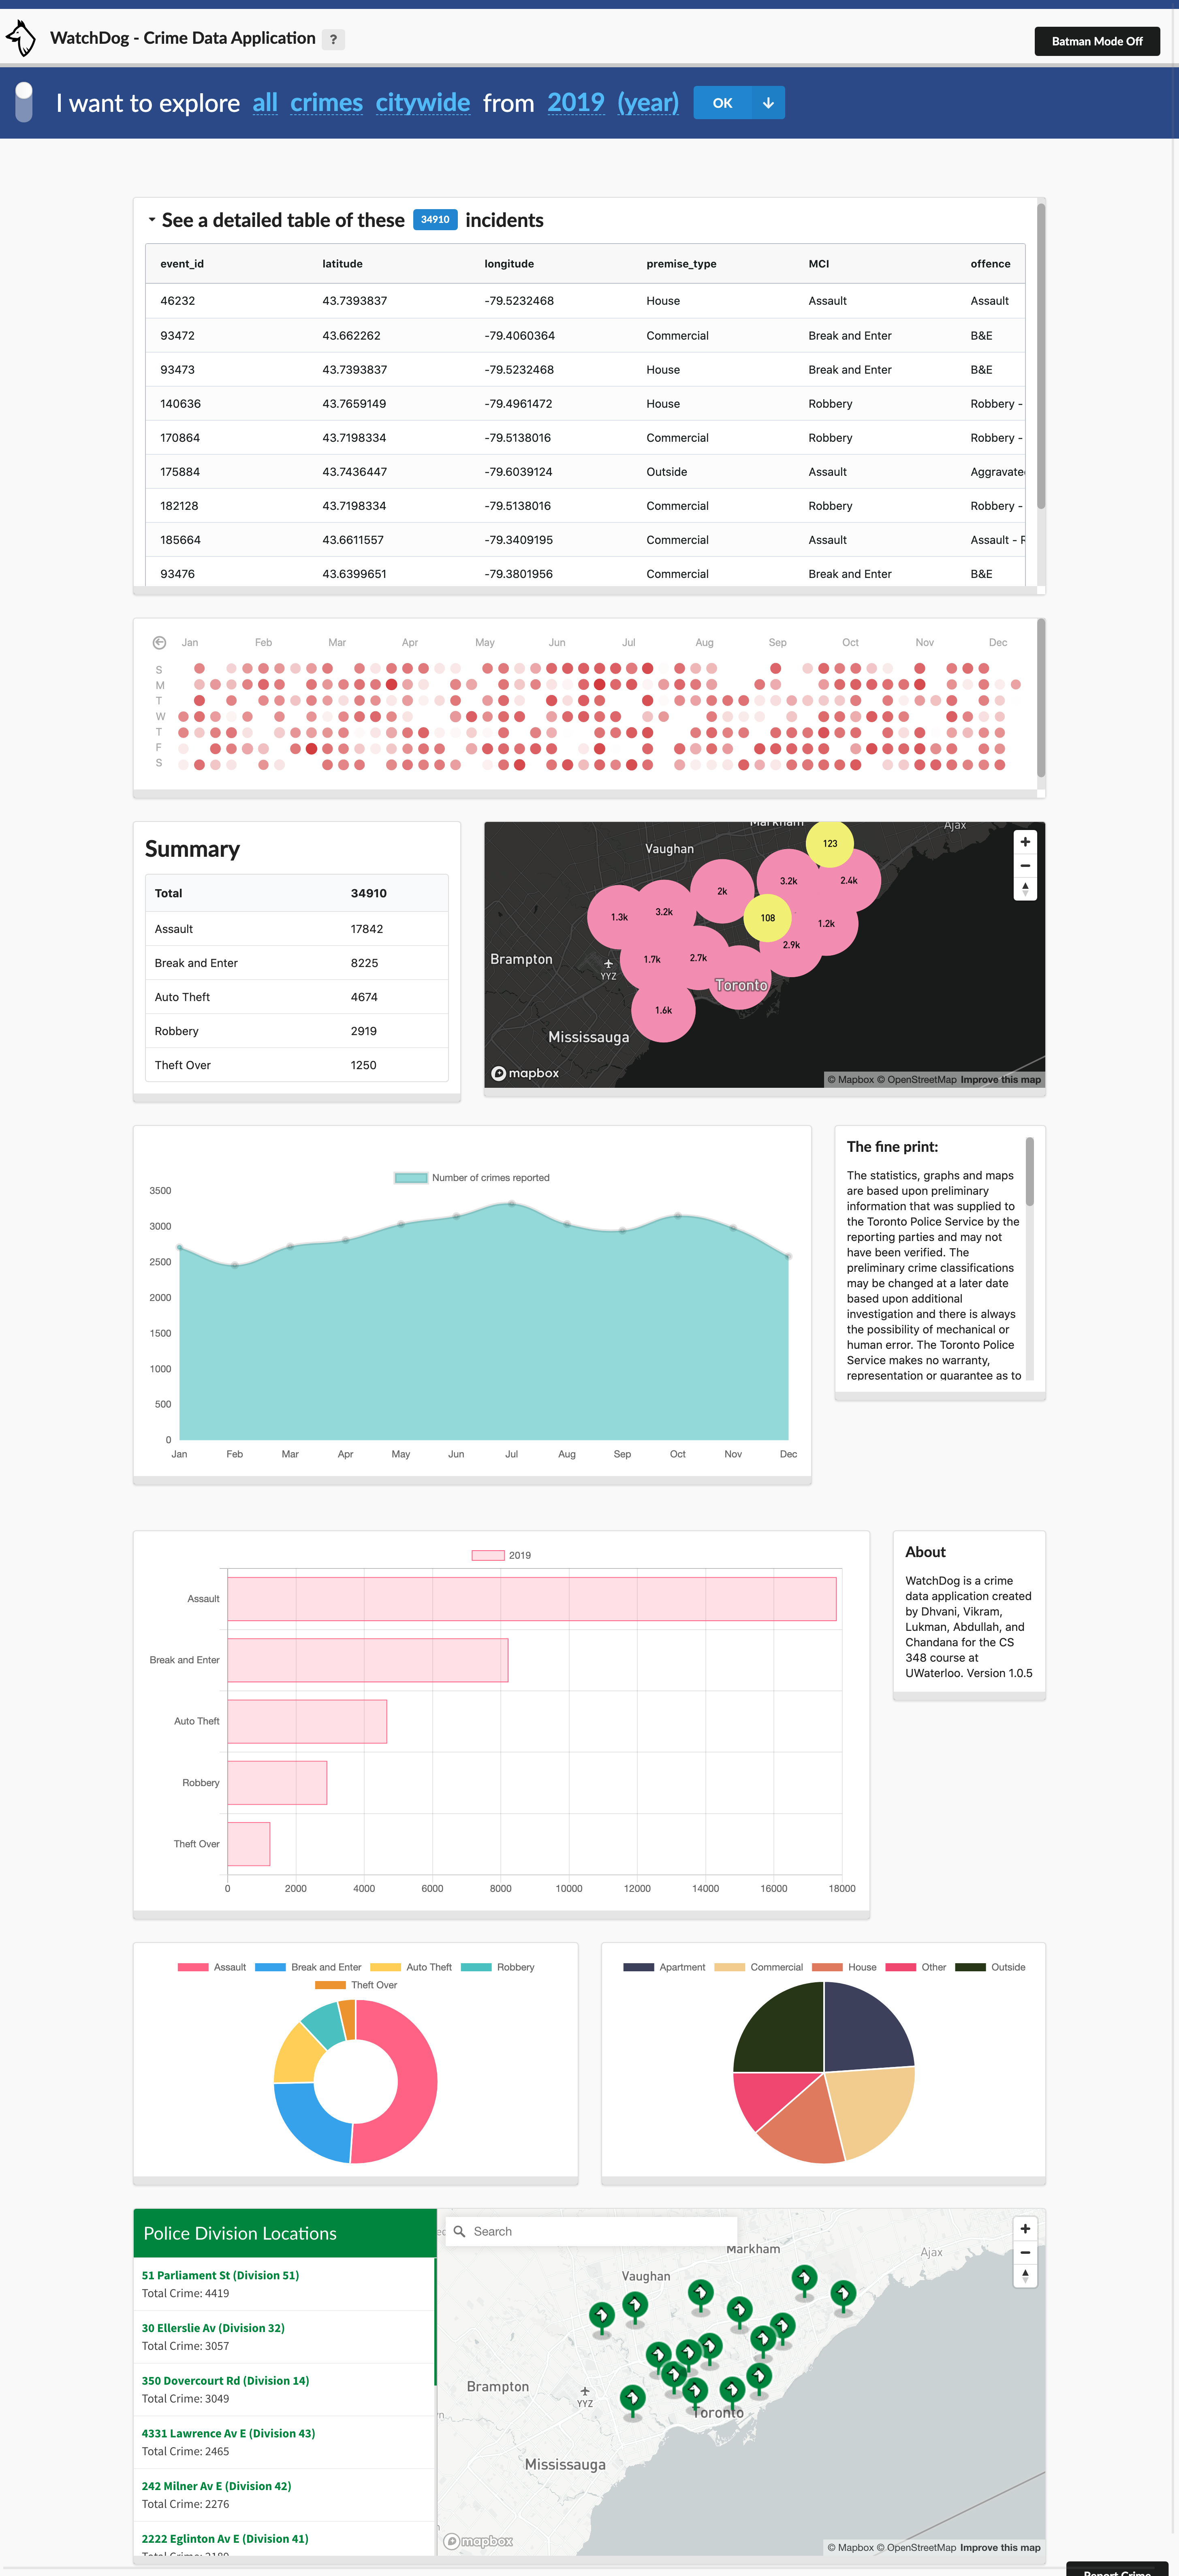 WatchDog - Crime Data Application ?
Batman Mode Off
I want to explore all crimes citywide from 2019 (year) OK
See a detailed table of these 34910 incidents
event_id latitude longitude premise_type MCI offence
46232 43.7393837 -79.5232468 House Assault Assault
93472 43.662262 -79.4060364 Commercial Break and Enter B&E
93473 43.7393837 -79.5232468 House Break and Enter B&E
140636 43.7659149 -79.4961472 House Robbery Robbery -
170864 43.7198334 -79.5138016 Commercial Robbery Robbery -
175884 43.7436447 -79.6039124 Outside Assault Aggravate
182128 43.7198334 -79.5138016 Commercial Robbery Robbery -
185664 43.6611557 -79.3409195 Commercial Assault Assault -
93476 43.6399651 -79.3801956 Commercial Break and Enter B&E
Jan Feb Mar Apr May Jun Jul Aug Sep Oct Nov Dec
S
M
T
W
T
F
S
Summary
Total 34910
Assault 17842
Break and Enter 8225
Auto Theft 4674
Robbery 2919
Theft Over 1250
Markham
Ajax
Vaughan
123
3.2k
2.4k
2k
3.2k
1.3k
108
1.2k
2.9k
Brampton
1.7k
2.7k
YYZ
Toronto
1.6k
Mississauga
mapbox
© Mapbox © OpenStreetMap Improve this map
Number of crimes reported
3500
3000
2500
2000
1500
1000
500
0
Jan Feb Mar Apr May Jun Jul Aug Sep Oct Nov Dec
The fine print:
The statistics, graphs and maps
are based upon preliminary
information that was supplied to
the Toronto Police Service by the
reporting parties and may not
have been verified. The
preliminary crime classifications
may be changed at a later date
based upon additional
investigation and there is always
the possibility of mechanical or
human error. The Toronto Police
Service makes no warranty,
representation or guarantee as to
2019
Assault
Break and Enter
Auto Theft
Robbery
Theft Over
0 2000 4000 6000 8000 10000 12000 14000 16000 18000
About
WatchDog is a crime
data application created
by Dhvani, Vikram,
Lukman, Abdullah, and
Chandana for the CS
348 course at
UWaterloo. Version 1.0.5
Assault Break and Enter Auto Theft Robbery
Theft Over
Apartment Commercial House Other Outside
Police Division Locations
51 Parliament St (Division 51)
Total Crime: 4419
30 Ellerslie Av (Division 32)
Total Crime: 3057
350 Dovercourt Rd (Division 14)
Total Crime: 3049
4331 Lawrence Av E (Division 43)
Total Crime: 2465
242 Milner Av E (Division 42)
Total Crime: 2276
2222 Eglinton Av E (Division 41)
Total Crime: 2180
Search
Markham
Ajax
Vaughan
Brampton
YYZ
Toronto
Mississauga
mapbox
© Mapbox © OpenStreetMap Improve this map
Report Crime